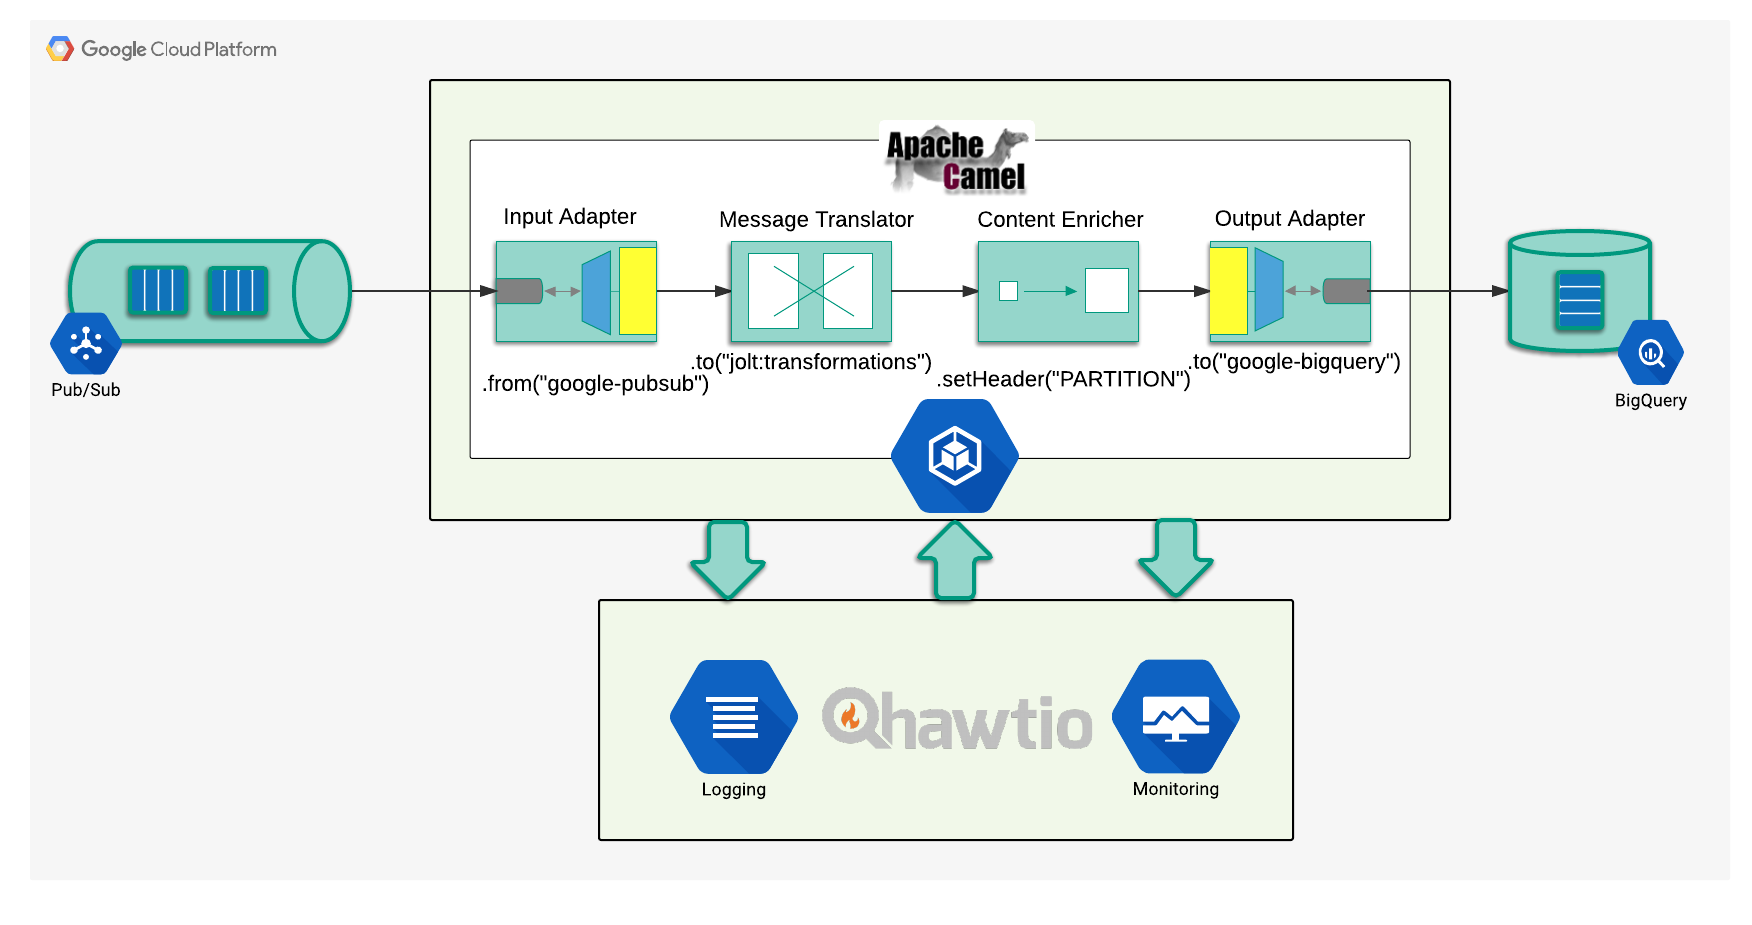 Google Cloud Platform
Apache
Camel
Input Adapter
Message Translator
Content Enricher
Output Adapter
.from("google-pubsub")
.to("jolt:transformations")
.setHeader("PARTITION")
.to("google-bigquery")
Pub/Sub
BigQuery
hawtio
Logging
Monitoring